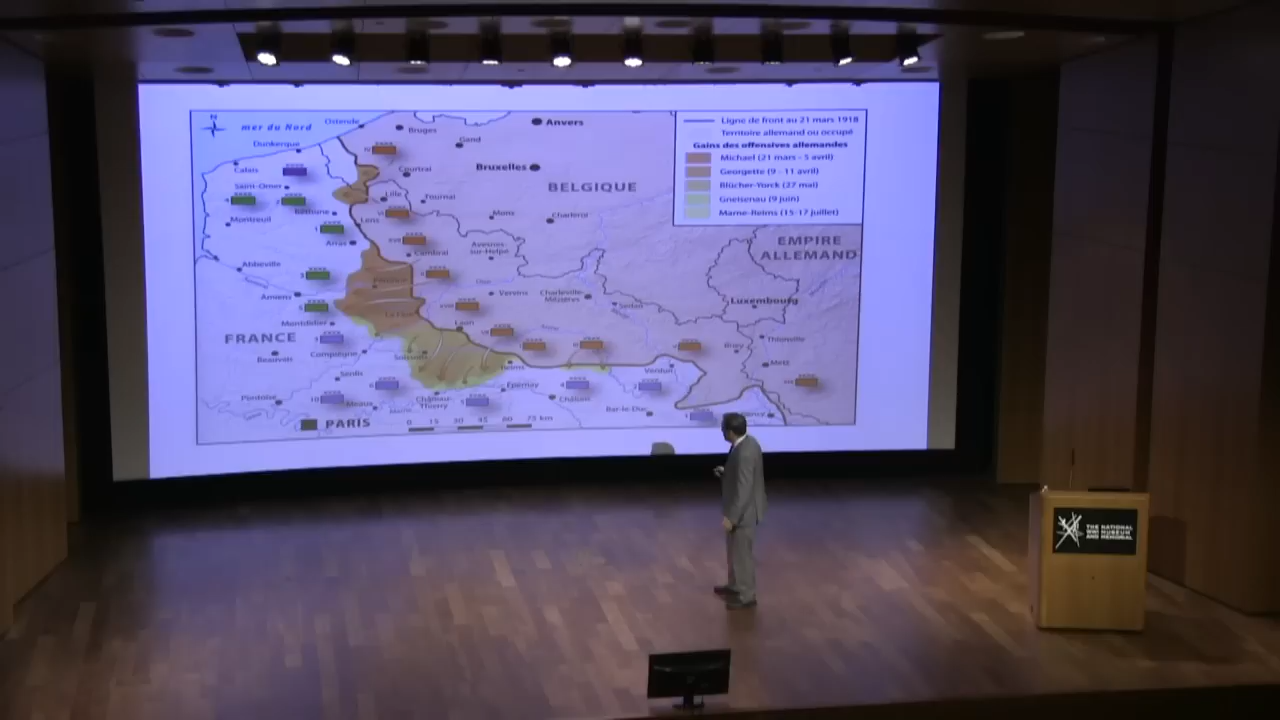 N
mer du Nord
Ostende
Bruges
Anvers
Gand
Dunkerque
Calais
Bruxelles
Courtrai
Saint-Omer
BELGIQUE
Lille
Tournai
Montreuil
Béthune
Lens
Mons
Charleroi
Arras
Cambrai
Avesnes-
sur-Helpe
Abbeville
Amiens
Vervins
Charleville-
Mézières
Sedan
Luxembourg
Montdidier
Laon
FRANCE
Beauvais
Compiègne
Soissons
Reims
Briey
Thionville
Metz
Verdun
Senlis
Epernay
Pontoise
Meaux
Marne
Château-
Thierry
Châlons
Bar-le-Duc
PARIS
0 15 30 45 60 75 km
Ligne de front au 21 mars 1918
Territoire allemand ou occupé
Gains des offensives allemandes
Michael (21 mars - 5 avril)
Georgette (9 - 11 avril)
Blücher-Yorck (27 mai)
Gneisenau (9 juin)
Marne-Reims (15-17 juillet)
EMPIRE
ALLEMAND
THE NATIONAL
WWI MUSEUM
AND MEMORIAL